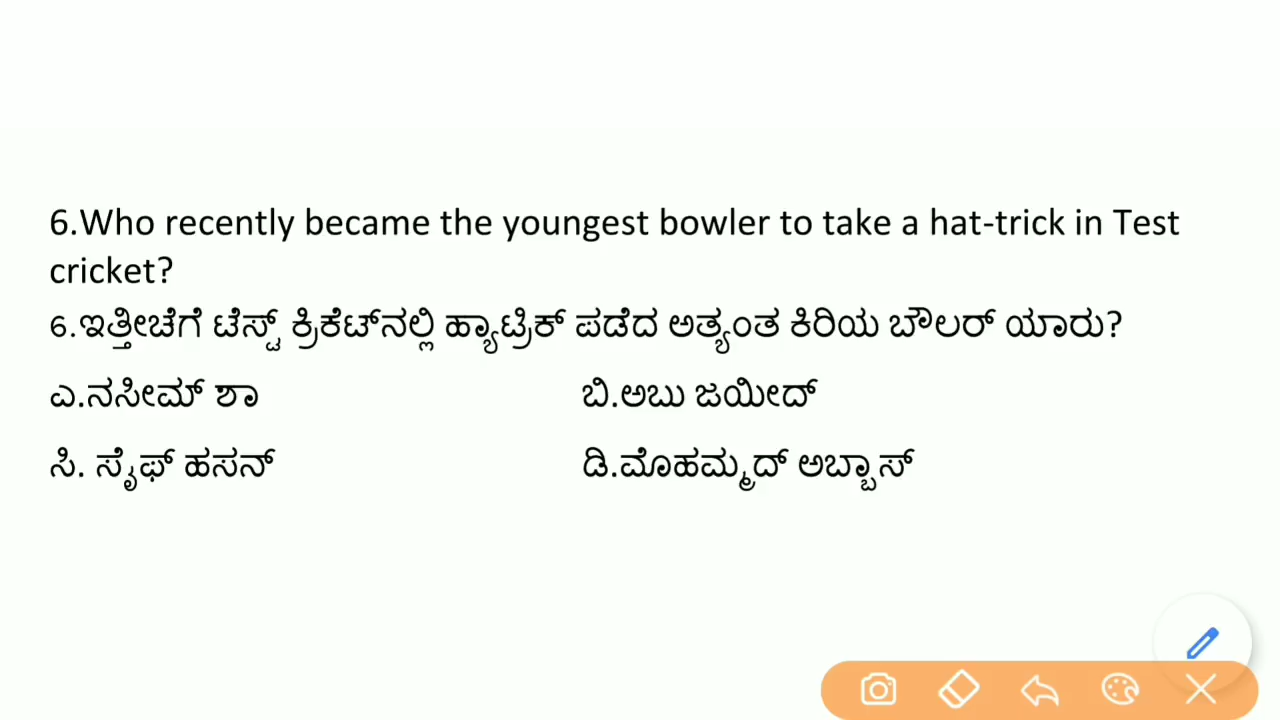 6.Who recently became the youngest bowler to take a hat-trick in Test
cricket?
6.ಇತ್ತೀಚೆಗೆ ಟೆಸ್ಟ್ ಕ್ರಿಕೆಟ್‌ನಲ್ಲಿ ಹ್ಯಾಟ್ರಿಕ್ ಪಡೆದ ಅತ್ಯಂತ ಕಿರಿಯ ಬೌಲರ್ ಯಾರು?
ಎ.ನಸೀಮ್ ಶಾ ಬಿ.ಅಬು ಜಯೀದ್
ಸಿ. ಸೈಫ್ ಹಸನ್ ಡಿ.ಮೊಹಮ್ಮದ್ ಅಬ್ಬಾಸ್